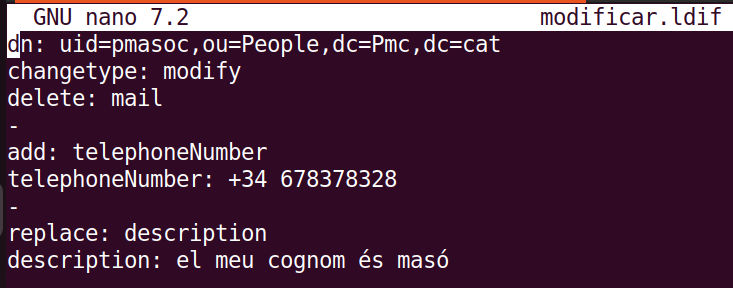 GNU nano 7.2 modificar.ldif
dn: uid=pmasoc,ou=People,dc=Pmc,dc=cat
changetype: modify
delete: mail
-
add: telephoneNumber
telephoneNumber: +34 678378328
-
replace: description
description: el meu cognom és masó